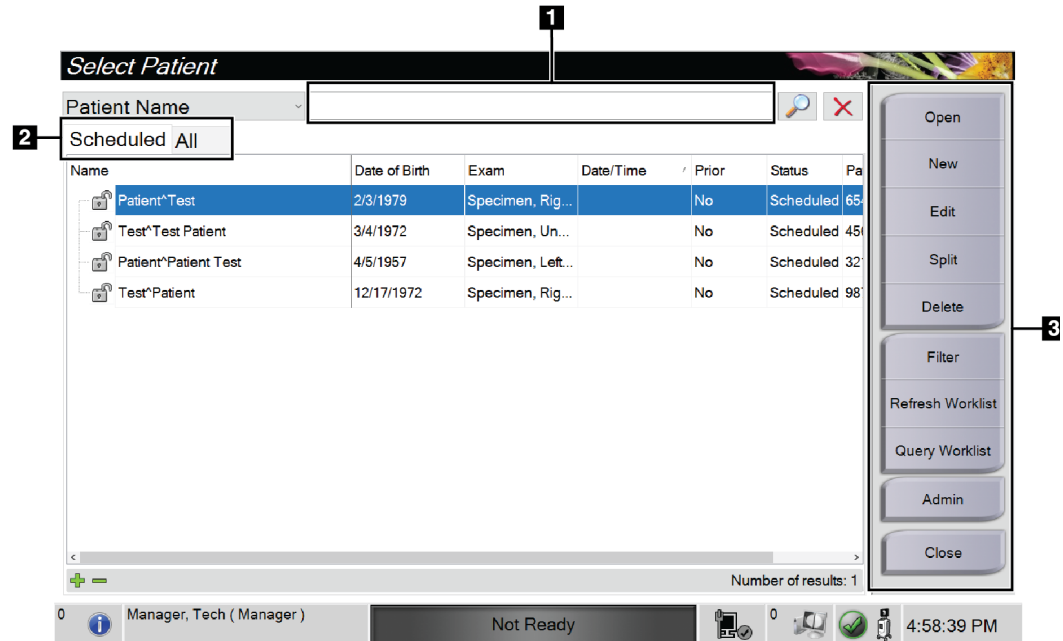 1
Select Patient
Patient Name
2
Scheduled All
3
Name Date of Birth Exam Date/Time Prior Status Pa
Patient^Test 2/3/1979 Specimen, Rig... No Scheduled 654
Test^Test Patient 3/4/1972 Specimen, Un... No Scheduled 456
Patient^Patient Test 4/5/1957 Specimen, Left... No Scheduled 321
Test^Patient 12/17/1972 Specimen, Rig... No Scheduled 987
Open
New
Edit
Split
Delete
Filter
Refresh Worklist
Query Worklist
Admin
Close
Number of results: 1
0 Manager, Tech ( Manager ) Not Ready 0 4:58:39 PM